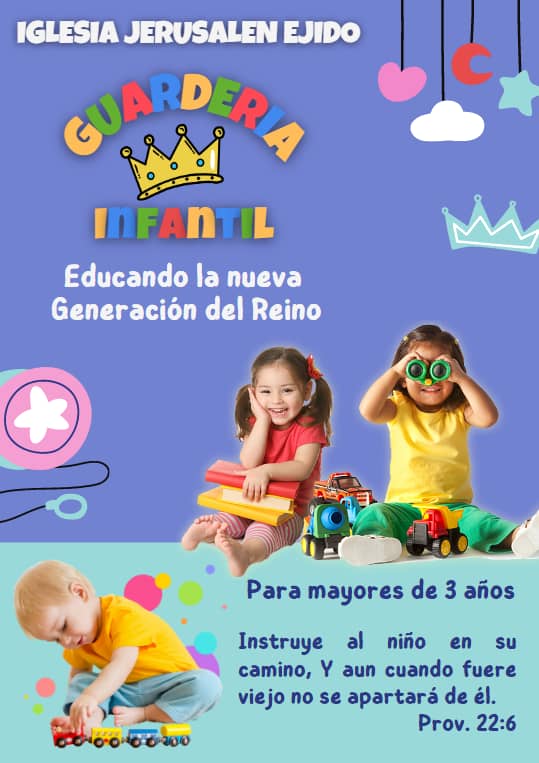 IGLESIA JERUSALEN EJIDO
GUARDERIA
INFANTIL
Educando la nueva
Generación del Reino
Para mayores de 3 años
Instruye al niño en su
camino, Y aun cuando fuere
viejo no se apartará de él.
Prov. 22:6